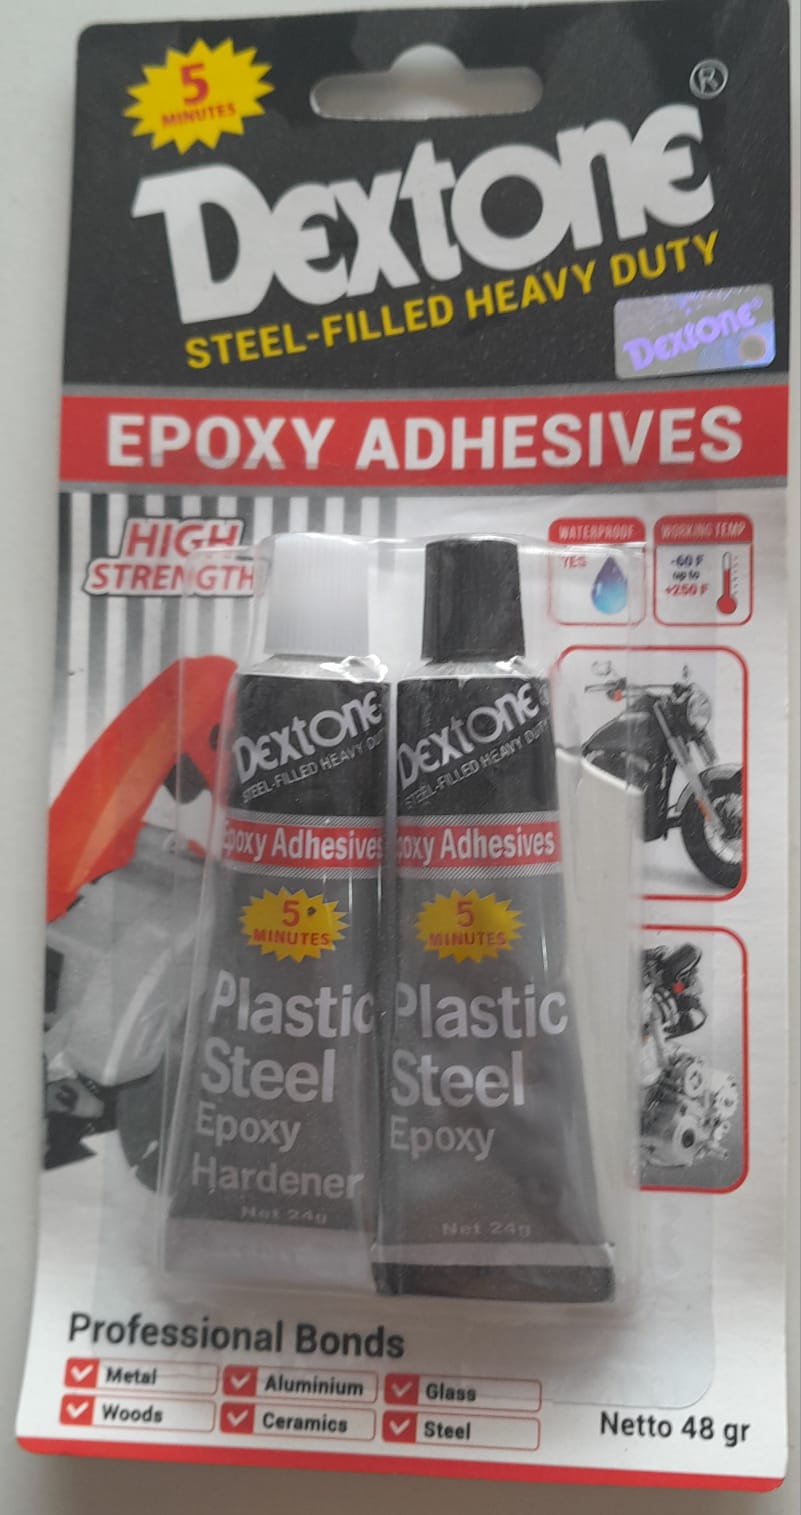 5
MINUTES
DEXTONE ®
STEEL-FILLED HEAVY DUTY
Dextone®
EPOXY ADHESIVES
HIGH
STRENGTH
WATERPROOF
YES
WORKING TEMP
-60 F
up to
+250 F
DEXTONE
STEEL-FILLED HEAVY DUT
Epoxy Adhesives
5
MINUTES
Plastic
Steel
Epoxy
Hardener
Net 24g
DEXTONE
STEEL-FILLED HEAVY DUTY
poxy Adhesives
5
MINUTES
Plastic
Steel
Epoxy
Net 24g
Professional Bonds
Metal
Aluminium
Glass
Woods
Ceramics
Steel
Netto 48 gr